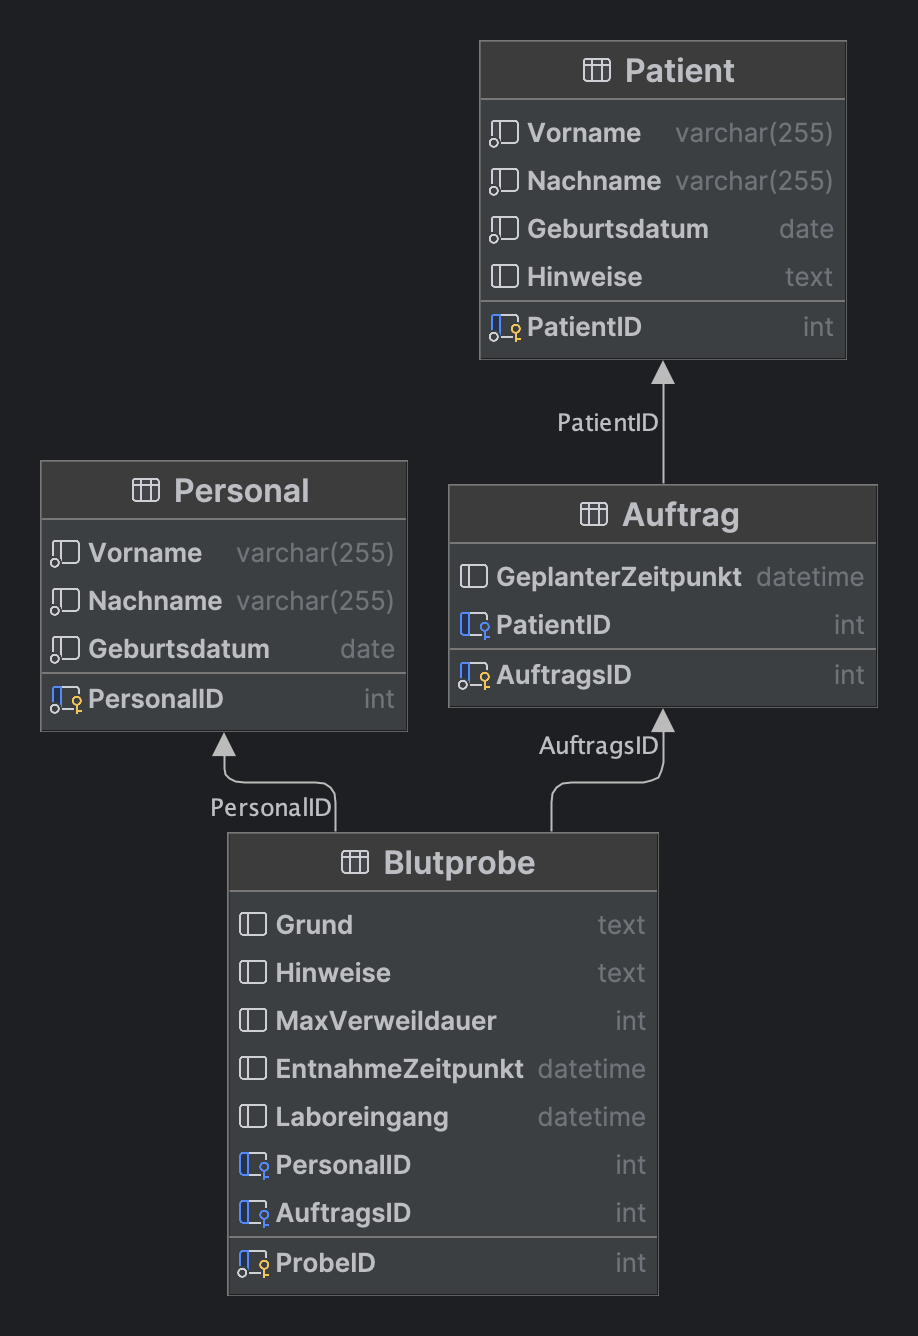 Patient
Vorname varchar(255)
Nachname varchar(255)
Geburtsdatum date
Hinweise text
PatientID int
PatientID
Personal
Vorname varchar(255)
Nachname varchar(255)
Geburtsdatum date
PersonalID int
Auftrag
GeplanterZeitpunkt datetime
PatientID int
AuftragsID int
AuftragsID
PersonalID
Blutprobe
Grund text
Hinweise text
MaxVerweildauer int
EntnahmeZeitpunkt datetime
Laboreingang datetime
PersonalID int
AuftragsID int
ProbeID int